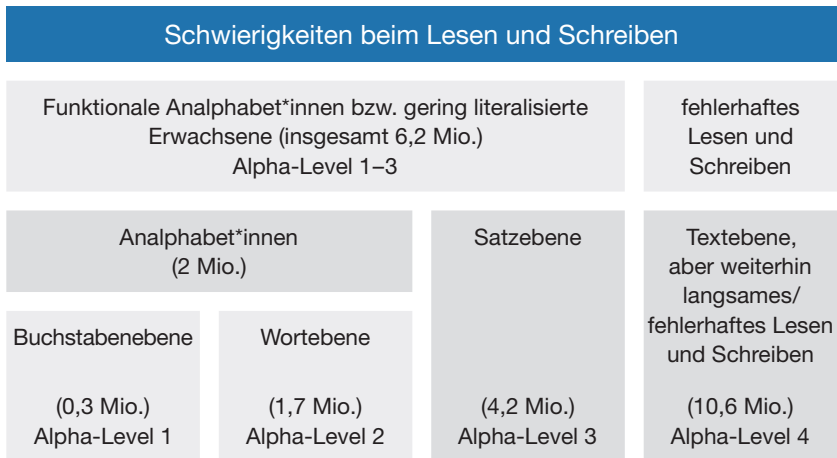 Schwierigkeiten beim Lesen und Schreiben
Funktionale Analphabet*innen bzw. gering literalisierte
Erwachsene (insgesamt 6,2 Mio.)
Alpha-Level 1–3
fehlerhaftes
Lesen und
Schreiben
Analphabet*innen
(2 Mio.)
Satzebene
Textebene,
aber weiterhin
langsames/
fehlerhaftes Lesen
und Schreiben
Buchstabenebene
Wortebene
(0,3 Mio.)
Alpha-Level 1
(1,7 Mio.)
Alpha-Level 2
(4,2 Mio.)
Alpha-Level 3
(10,6 Mio.)
Alpha-Level 4